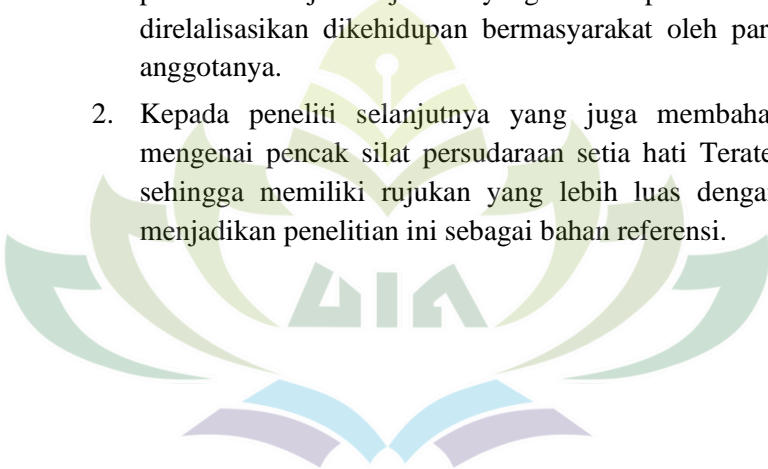 direlalisasikan dikehidupan bermasyarakat oleh par
anggotanya.
2. Kepada peneliti selanjutnya yang juga membaha
mengenai pencak silat persudaraan setia hati Terate
sehingga memiliki rujukan yang lebih luas denga
menjadikan penelitian ini sebagai bahan referensi.
UIN